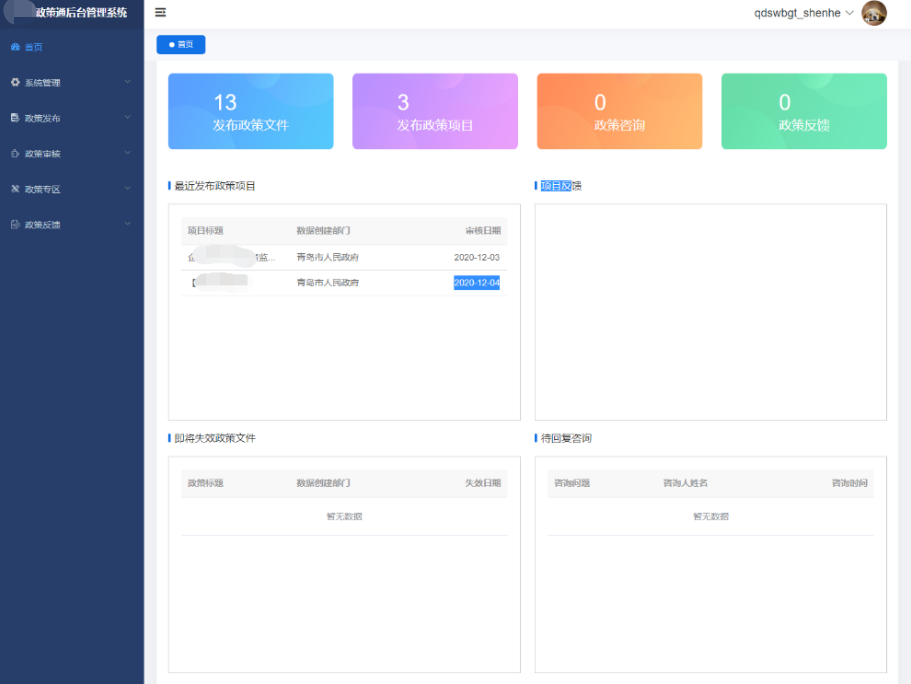 政策通后台管理系统
qdswbgt_shenhe
首页
首页
系统管理
政策发布
政策审核
政策专区
政策反馈
13
发布政策文件
3
发布政策项目
0
政策咨询
0
政策反馈
最近发布政策项目
项目标题 数据创建部门 审核日期
监... 青岛市人民政府 2020-12-03
【 青岛市人民政府 2020-12-04
项目反馈
即将失效政策文件
政策标题 数据创建部门 失效日期
暂无数据
待回复咨询
咨询问题 咨询人姓名 咨询时间
暂无数据